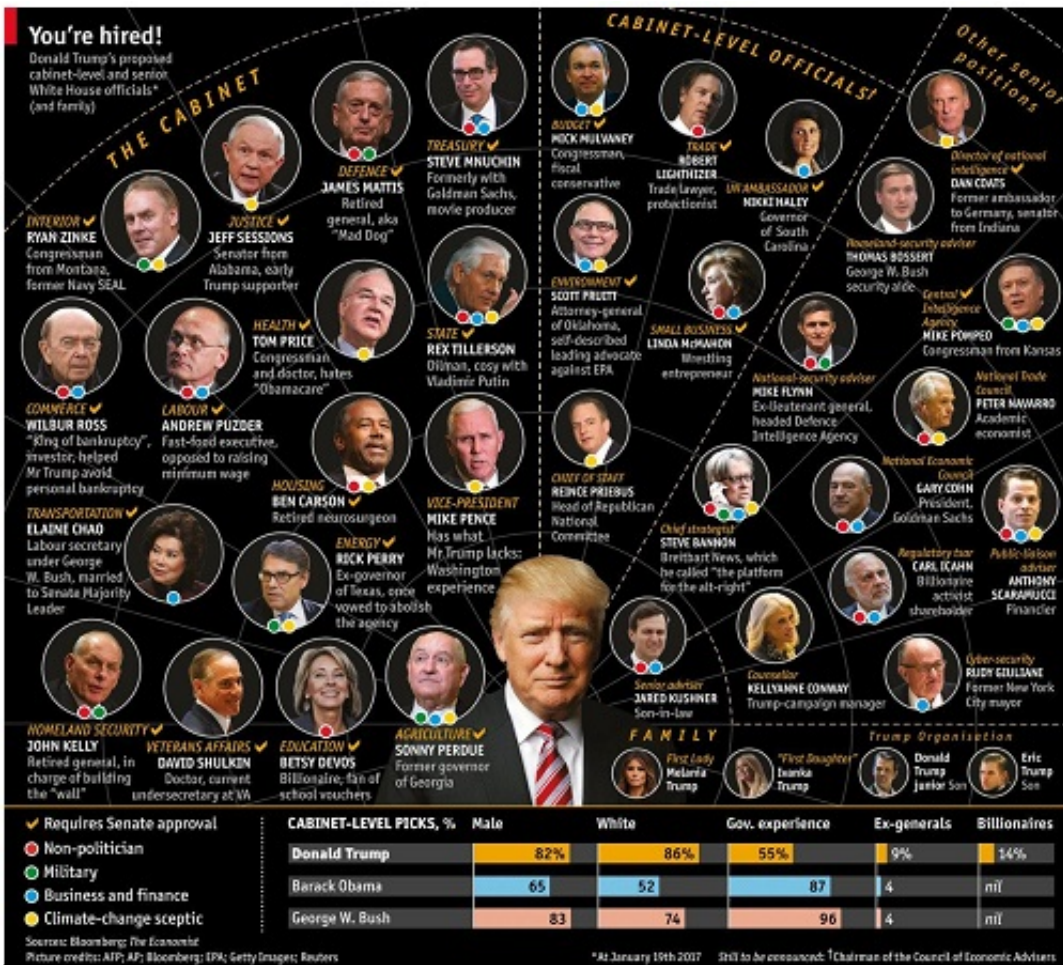 You're hired!
Donald Trump's proposed
cabinet-level and senior
White House officials*
(and family)
THE CABINET
INTERIOR ✓
RYAN ZINKE
Congressman
from Montana,
former Navy SEAL
JUSTICE ✓
JEFF SESSIONS
Senator from
Alabama, early
Trump supporter
DEFENCE ✓
JAMES MATTIS
Retired
general, aka
"Mad Dog"
TREASURY ✓
STEVE MNUCHIN
Formerly with
Goldman Sachs,
movie producer
COMMERCE ✓
WILBUR ROSS
"King of bankruptcy",
investor, helped
Mr Trump avoid
personal bankruptcy
LABOUR ✓
ANDREW PUZDER
Fast-food executive,
opposed to raising
minimum wage
HEALTH ✓
TOM PRICE
Congressman
and doctor, hates
"Obamacare"
STATE ✓
REX TILLERSON
Oilman, cosy with
Vladimir Putin
TRANSPORTATION ✓
ELAINE CHAO
Labour secretary
under George
W. Bush, married
to Senate Majority
Leader
HOUSING
BEN CARSON ✓
Retired neurosurgeon
ENERGY ✓
RICK PERRY
Ex-governor
of Texas, once
vowed to abolish
the agency
VICE-PRESIDENT
MIKE PENCE
Has what
Mr Trump lacks:
Washington
experience
HOMELAND SECURITY ✓
JOHN KELLY
Retired general, in
charge of building
the "wall"
VETERANS AFFAIRS ✓
DAVID SHULKIN
Doctor, current
undersecretary at VA
EDUCATION ✓
BETSY DEVOS
Billionaire, fan of
school vouchers
AGRICULTURE ✓
SONNY PERDUE
Former governor
of Georgia
CABINET-LEVEL OFFICIALS†
BUDGET ✓
MICK MULVANEY
Congressman,
fiscal
conservative
TRADE ✓
ROBERT
LIGHTHIZER
Trade lawyer,
protectionist
UN AMBASSADOR ✓
NIKKI HALEY
Governor
of South
Carolina
ENVIRONMENT ✓
SCOTT PRUITT
Attorney-general
of Oklahoma,
self-described
leading advocate
against EPA
SMALL BUSINESS ✓
LINDA McMAHON
Wrestling
entrepreneur
CHIEF OF STAFF
REINCE PRIEBUS
Head of Republican
National
Committee
Other senior
positions
Director of national
intelligence ✓
DAN COATS
Former ambassador
to Germany, senator
from Indiana
Homeland-security adviser
THOMAS BOSSERT
George W. Bush
security aide
Central ✓
Intelligence
Agency
MIKE POMPEO
Congressman from Kansas
National-security adviser
MIKE FLYNN
Ex-lieutenant general,
headed Defence
Intelligence Agency
National Trade
Council
PETER NAVARRO
Academic
economist
Chief strategist
STEVE BANNON
Breitbart News, which
he called "the platform
for the alt-right"
National Economic
Council
GARY COHN
President,
Goldman Sachs
Public-liaison
adviser
ANTHONY
SCARAMUCCI
Financier
Regulatory tsar
CARL ICAHN
Billionaire
activist
shareholder
Senior adviser
JARED KUSHNER
Son-in-law
Counsellor
KELLYANNE CONWAY
Trump-campaign manager
Cyber-security
RUDY GIULIANE
Former New York
City mayor
FAMILY
First Lady
Melania
Trump
"First Daughter"
Ivanka
Trump
Trump Organisation
Donald
Trump
Junior Son
Eric
Trump
Son
✓ Requires Senate approval
Non-politician
Military
Business and finance
Climate-change sceptic
CABINET-LEVEL PICKS, % Male White Gov. experience Ex-generals Billionaires
Donald Trump 82% 86% 55% 9% 14%
Barack Obama 65 52 87 4 nil
George W. Bush 83 74 96 4 nil
Sources: Bloomberg; The Economist
Picture credits: AFP; AP; Bloomberg; EPA; Getty Images; Reuters
*At January 19th 2017 Still to be announced: †Chairman of the Council of Economic Advisers